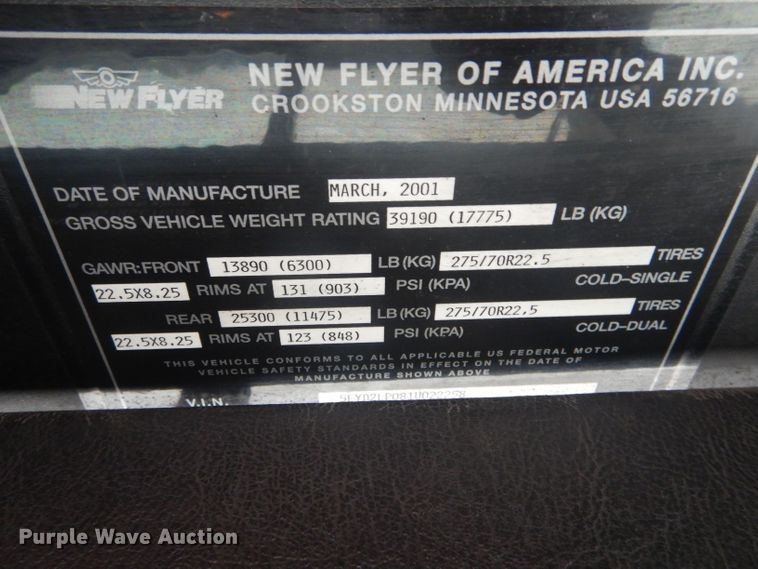 NEW FLYER
NEW FLYER OF AMERICA INC.
CROOKSTON MINNESOTA USA 56716
DATE OF MANUFACTURE MARCH, 2001
GROSS VEHICLE WEIGHT RATING 39190 (17775) LB (KG)
GAWR: FRONT 13890 (6300) LB (KG) 275/70R22.5 TIRES
22.5X8.25 RIMS AT 131 (903) PSI (KPA) COLD-SINGLE
REAR 25300 (11475) LB (KG) 275/70R22.5 TIRES
22.5X8.25 RIMS AT 123 (848) PSI (KPA) COLD-DUAL
THIS VEHICLE CONFORMS TO ALL APPLICABLE US FEDERAL MOTOR
VEHICLE SAFETY STANDARDS IN EFFECT ON THE DATE OF
MANUFACTURE SHOWN ABOVE
V.I.N.
Purple Wave Auction